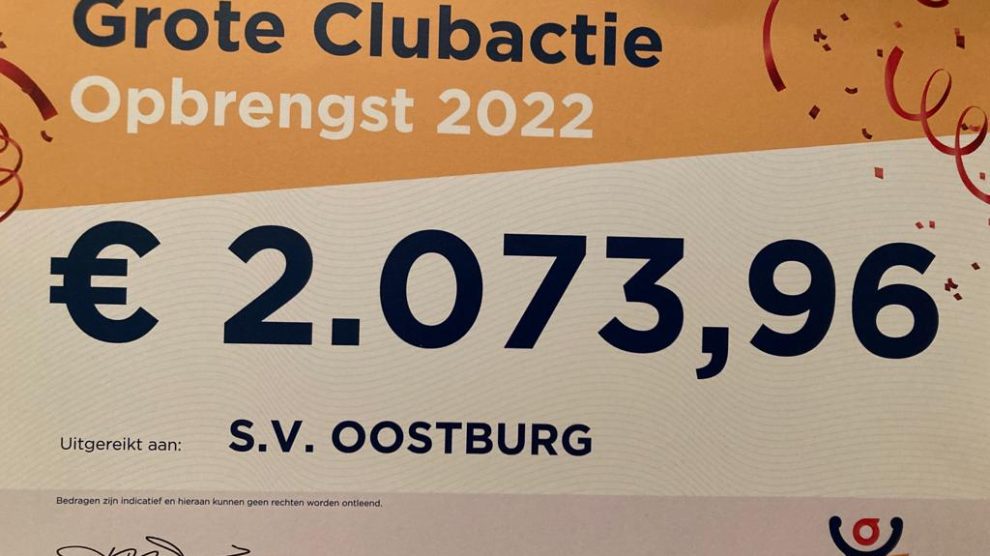 Grote Clubactie
Opbrengst 2022
€ 2.073,96
Uitgereikt aan: S.V. OOSTBURG
Bedragen zijn indicatief en hieraan kunnen geen rechten worden ontleend.